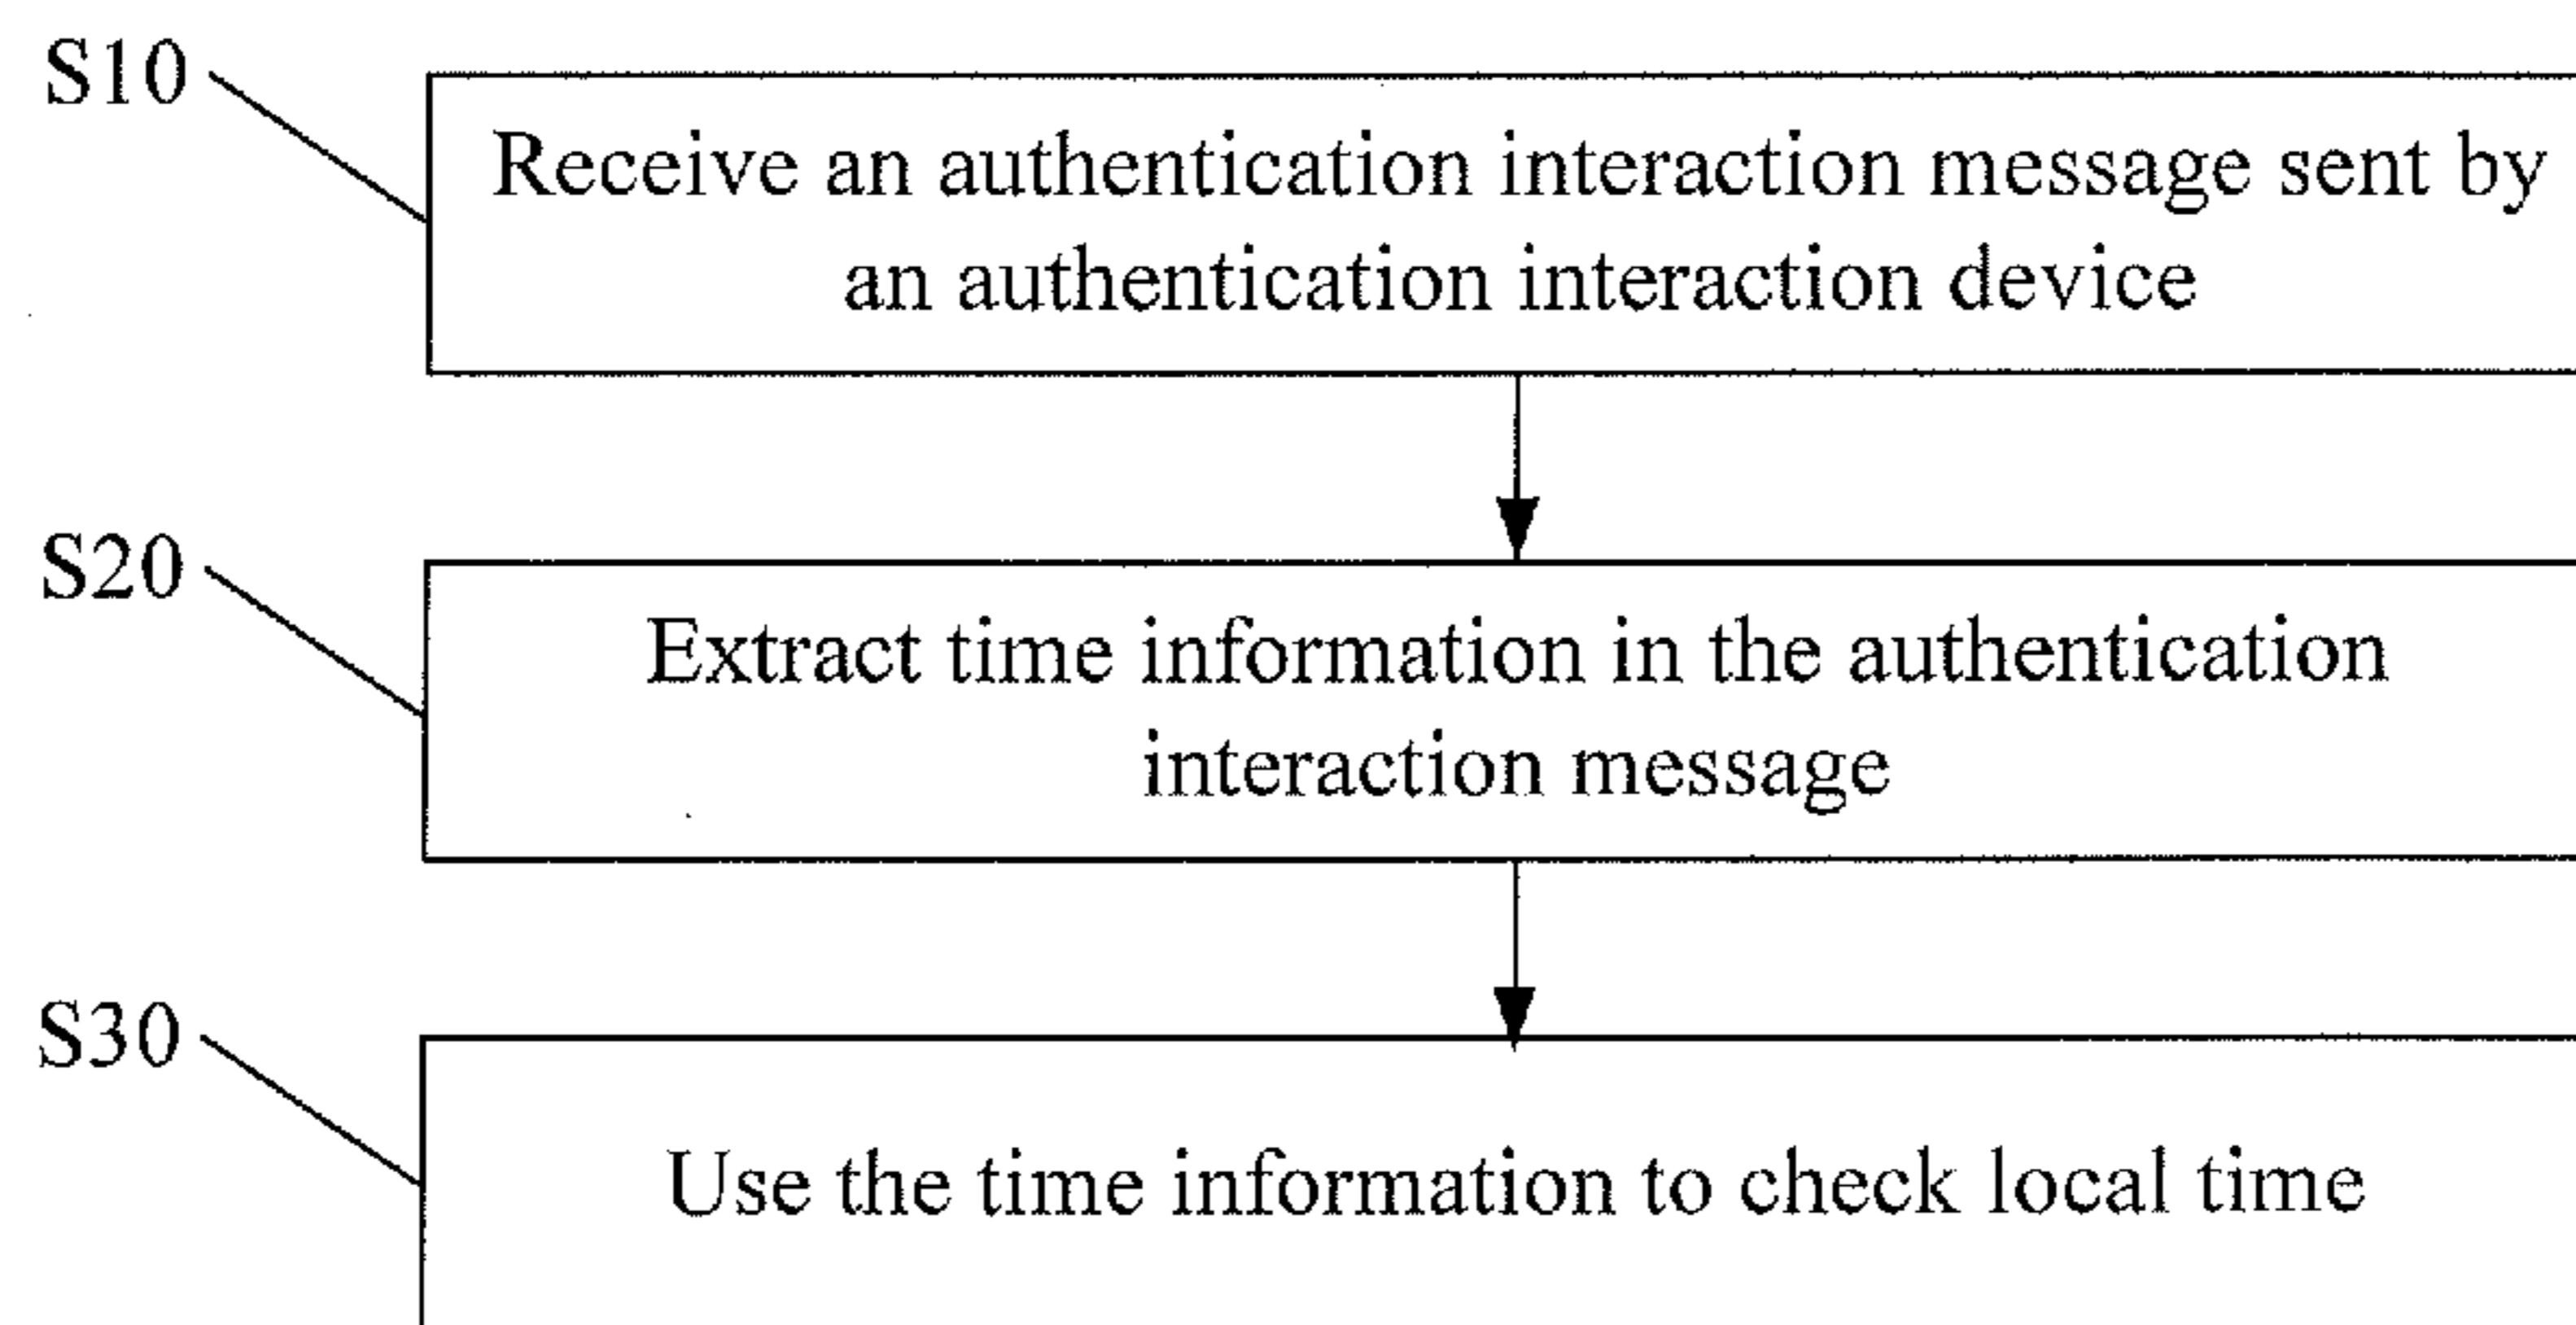 S10
Receive an authentication interaction message sent by
an authentication interaction device
S20
Extract time information in the authentication
interaction message
S30
Use the time information to check local time